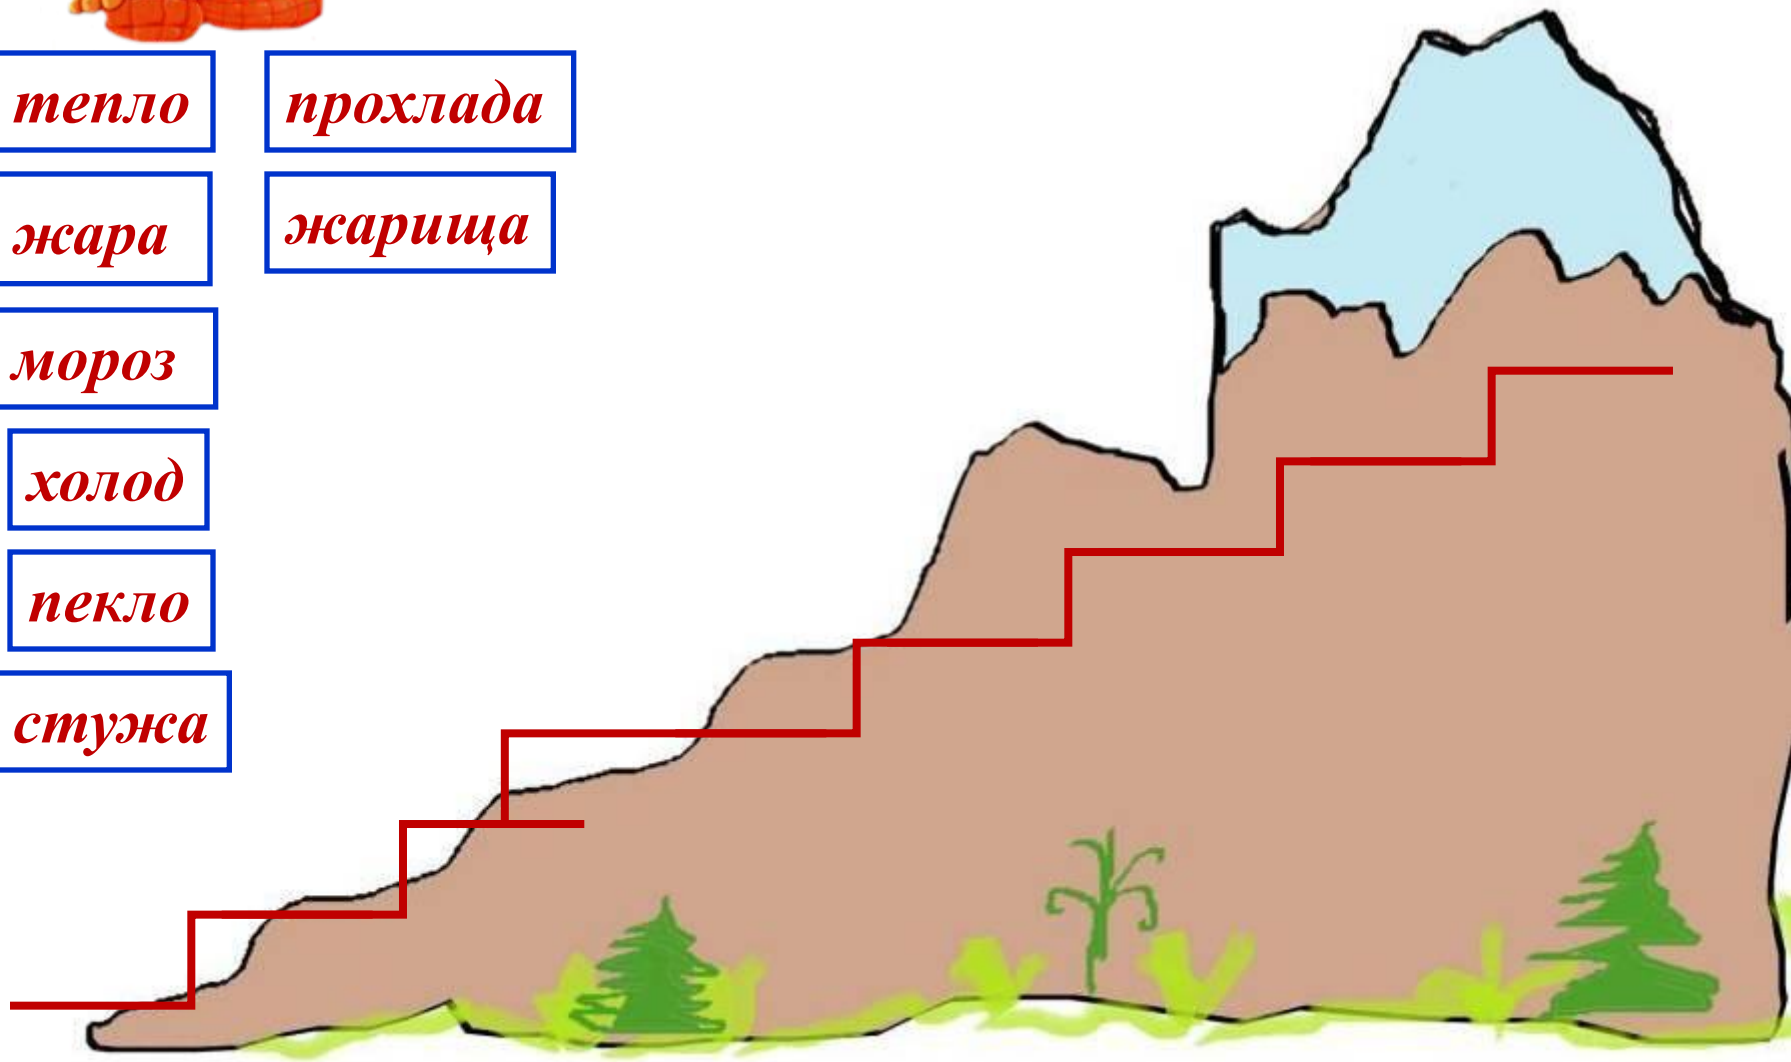 тепло
прохлада
жара
жарища
мороз
холод
пекло
стужа